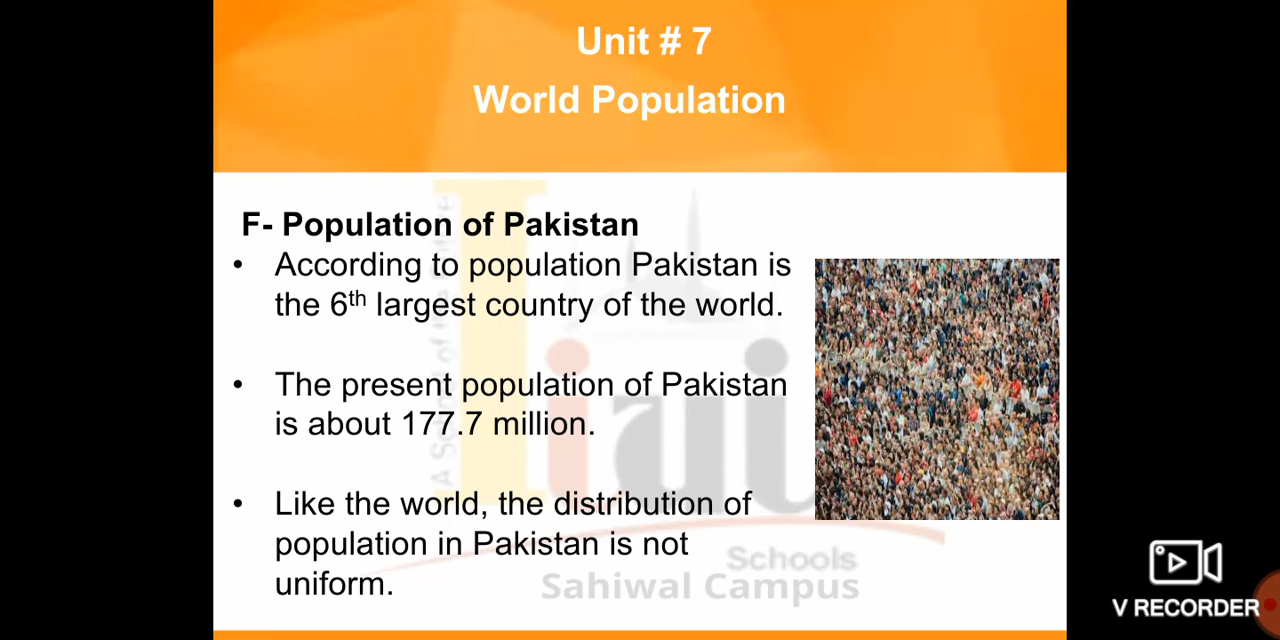 Unit # 7
World Population
F- Population of Pakistan
• According to population Pakistan is
the 6th largest country of the world.
• The present population of Pakistan
is about 177.7 million.
• Like the world, the distribution of
population in Pakistan is not
uniform.
Schools
Sahiwal Campus
V RECORDER